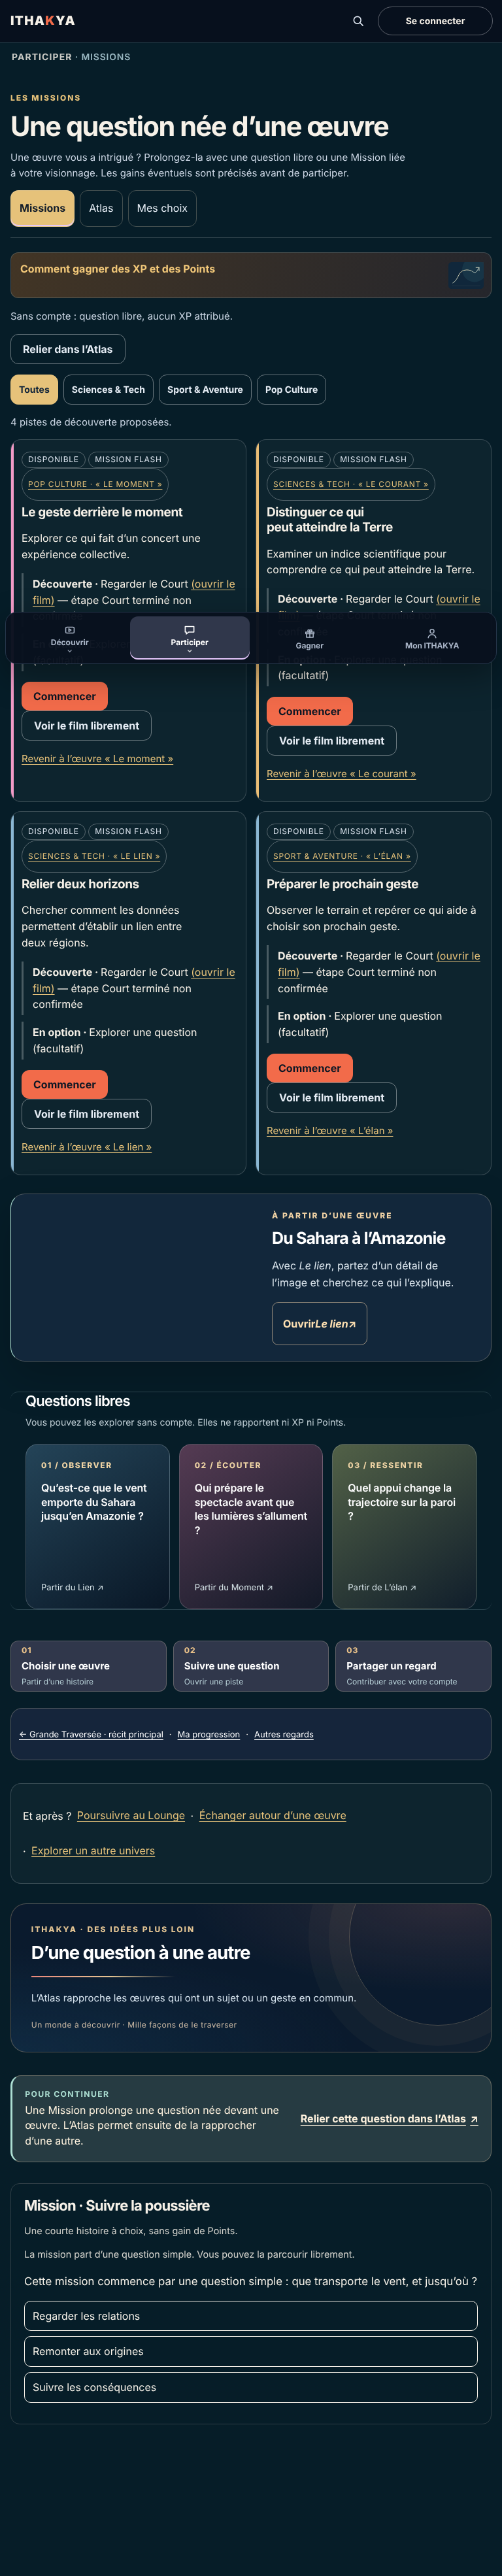 ITHAKYA
Se connecter
PARTICIPER · MISSIONS
LES MISSIONS
Une question née d’une œuvre
Une œuvre vous a intrigué ? Prolongez-la avec une question libre ou une Mission liée
à votre visionnage. Les gains éventuels sont précisés avant de participer.
Missions
Atlas
Mes choix
Comment gagner des XP et des Points
Sans compte : question libre, aucun XP attribué.
Relier dans l’Atlas
Toutes
Sciences & Tech
Sport & Aventure
Pop Culture
4 pistes de découverte proposées.
DISPONIBLE
MISSION FLASH
POP CULTURE · « LE MOMENT »
Le geste derrière le moment
Explorer ce qui fait d’un concert une
expérience collective.
Découverte · Regarder le Court (ouvrir le
film) — étape Court terminé non
Commencer
Voir le film librement
Revenir à l’œuvre « Le moment »
DISPONIBLE
MISSION FLASH
SCIENCES & TECH · « LE COURANT »
Distinguer ce qui
peut atteindre la Terre
Examiner un indice scientifique pour
comprendre ce qui peut atteindre la Terre.
Découverte · Regarder le Court (ouvrir le
(facultatif)
Commencer
Voir le film librement
Revenir à l’œuvre « Le courant »
Découvrir
Participer
Gagner
Mon ITHAKYA
DISPONIBLE
MISSION FLASH
SCIENCES & TECH · « LE LIEN »
Relier deux horizons
Chercher comment les données
permettent d’établir un lien entre
deux régions.
Découverte · Regarder le Court (ouvrir le
film) — étape Court terminé non
confirmée
En option · Explorer une question
(facultatif)
Commencer
Voir le film librement
Revenir à l’œuvre « Le lien »
DISPONIBLE
MISSION FLASH
SPORT & AVENTURE · « L’ÉLAN »
Préparer le prochain geste
Observer le terrain et repérer ce qui aide à
choisir son prochain geste.
Découverte · Regarder le Court (ouvrir le
film) — étape Court terminé non
confirmée
En option · Explorer une question
(facultatif)
Commencer
Voir le film librement
Revenir à l’œuvre « L’élan »
À PARTIR D’UNE ŒUVRE
Du Sahara à l’Amazonie
Avec Le lien, partez d’un détail de
l’image et cherchez ce qui l’explique.
OuvrirLe lien↗
Questions libres
Vous pouvez les explorer sans compte. Elles ne rapportent ni XP ni Points.
01 / OBSERVER
Qu’est-ce que le vent
emporte du Sahara
jusqu’en Amazonie ?
Partir du Lien ↗
02 / ÉCOUTER
Qui prépare le
spectacle avant que
les lumières s’allument
?
Partir du Moment ↗
03 / RESSENTIR
Quel appui change la
trajectoire sur la paroi
?
Partir de L’élan ↗
01
Choisir une œuvre
Partir d’une histoire
02
Suivre une question
Ouvrir une piste
03
Partager un regard
Contribuer avec votre compte
← Grande Traversée · récit principal · Ma progression · Autres regards
Et après ? Poursuivre au Lounge · Échanger autour d’une œuvre
· Explorer un autre univers
ITHAKYA · DES IDÉES PLUS LOIN
D’une question à une autre
L’Atlas rapproche les œuvres qui ont un sujet ou un geste en commun.
Un monde à découvrir · Mille façons de le traverser
POUR CONTINUER
Une Mission prolonge une question née devant une
œuvre. L’Atlas permet ensuite de la rapprocher
d’une autre.
Relier cette question dans l’Atlas ↗
Mission · Suivre la poussière
Une courte histoire à choix, sans gain de Points.
La mission part d’une question simple. Vous pouvez la parcourir librement.
Cette mission commence par une question simple : que transporte le vent, et jusqu’où ?
Regarder les relations
Remonter aux origines
Suivre les conséquences